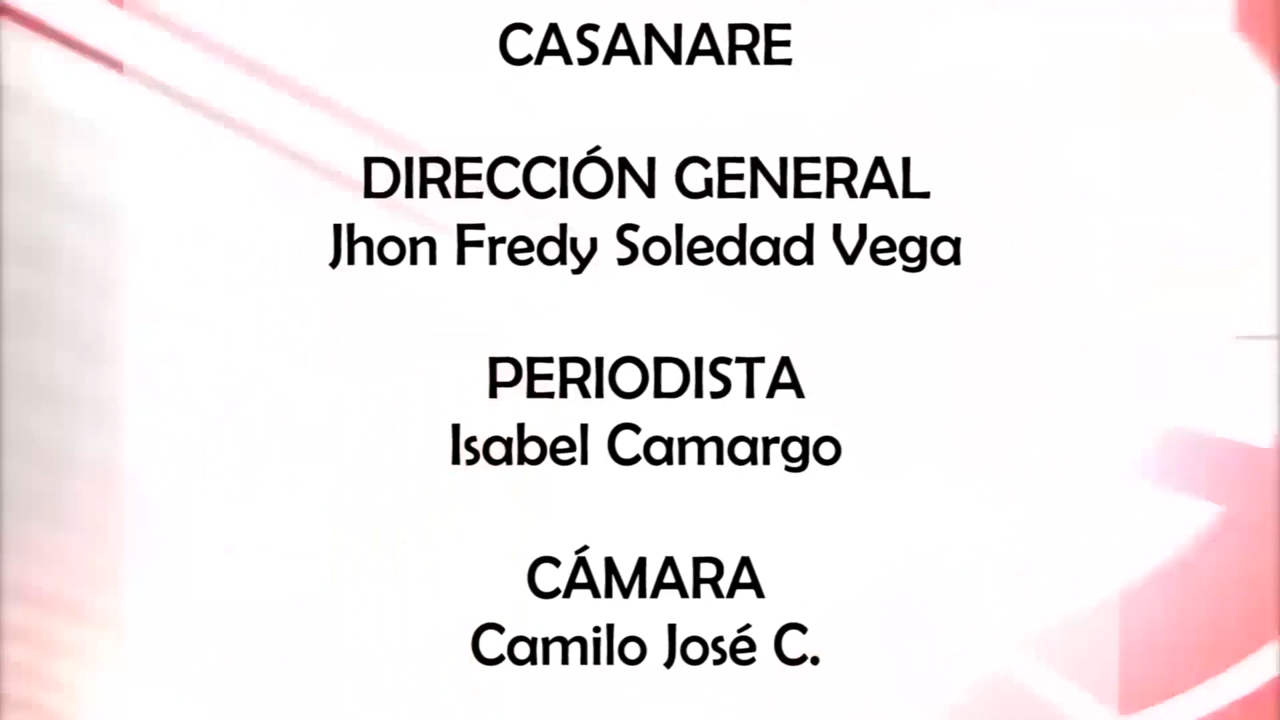 CASANARE
DIRECCIÓN GENERAL
Jhon Fredy Soledad Vega
PERIODISTA
Isabel Camargo
CÁMARA
Camilo José C.